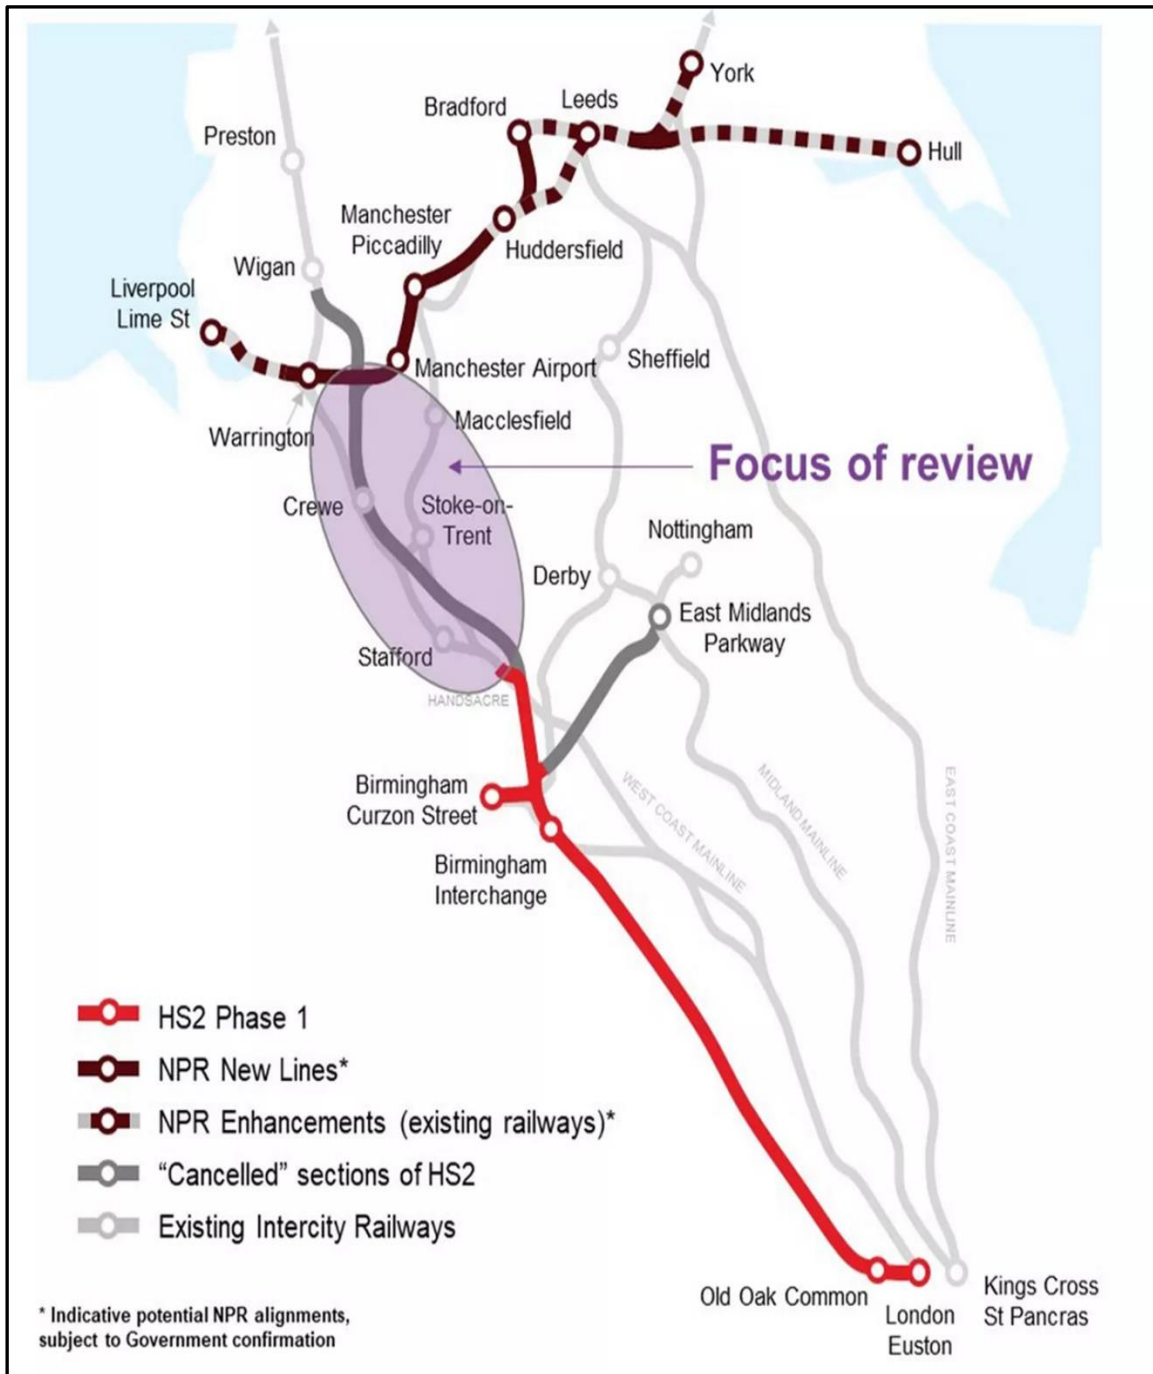 York
Leeds
Bradford
Hull
Preston
Manchester
Piccadilly
Huddersfield
Wigan
Liverpool
Lime St
Sheffield
Manchester Airport
Macclesfield
Warrington
Focus of review
Crewe
Stoke-on-
Trent
Nottingham
Derby
East Midlands
Parkway
Stafford
HANDSACRE
Birmingham
Curzon Street
WEST COAST MAINLINE
MIDLAND MAINLINE
EAST COAST MAINLINE
Birmingham
Interchange
HS2 Phase 1
NPR New Lines*
NPR Enhancements (existing railways)*
“Cancelled” sections of HS2
Existing Intercity Railways
Old Oak Common
London
Euston
Kings Cross
St Pancras
* Indicative potential NPR alignments,
subject to Government confirmation